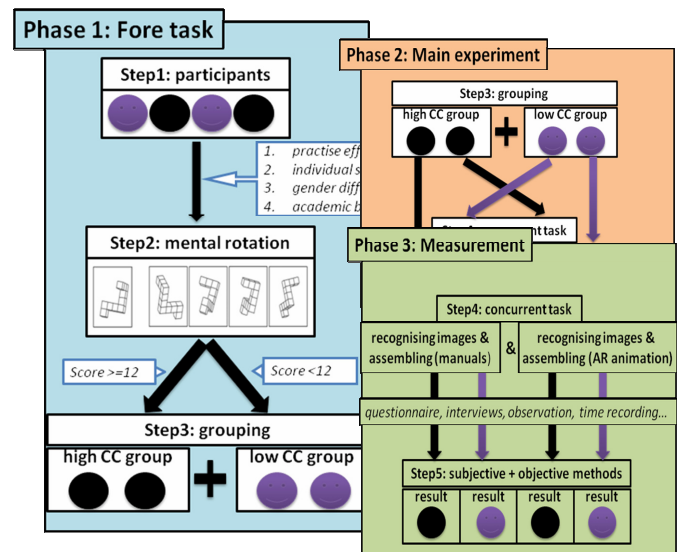 Phase 1: Fore task
Step1: participants
1. practise eff
2. individual s
3. gender diff
4. academic b
Step2: mental rotation
Score >=12
Score <12
Step3: grouping
high CC group
+
low CC group
Phase 2: Main experiment
Step3: grouping
high CC group
+
low CC group
task
Phase 3: Measurement
Step4: concurrent task
recognising images &
assembling (manuals)
&
recognising images &
assembling (AR animation)
questionnaire, interviews, observation, time recording...
Step5: subjective + objective methods
result
result
result
result